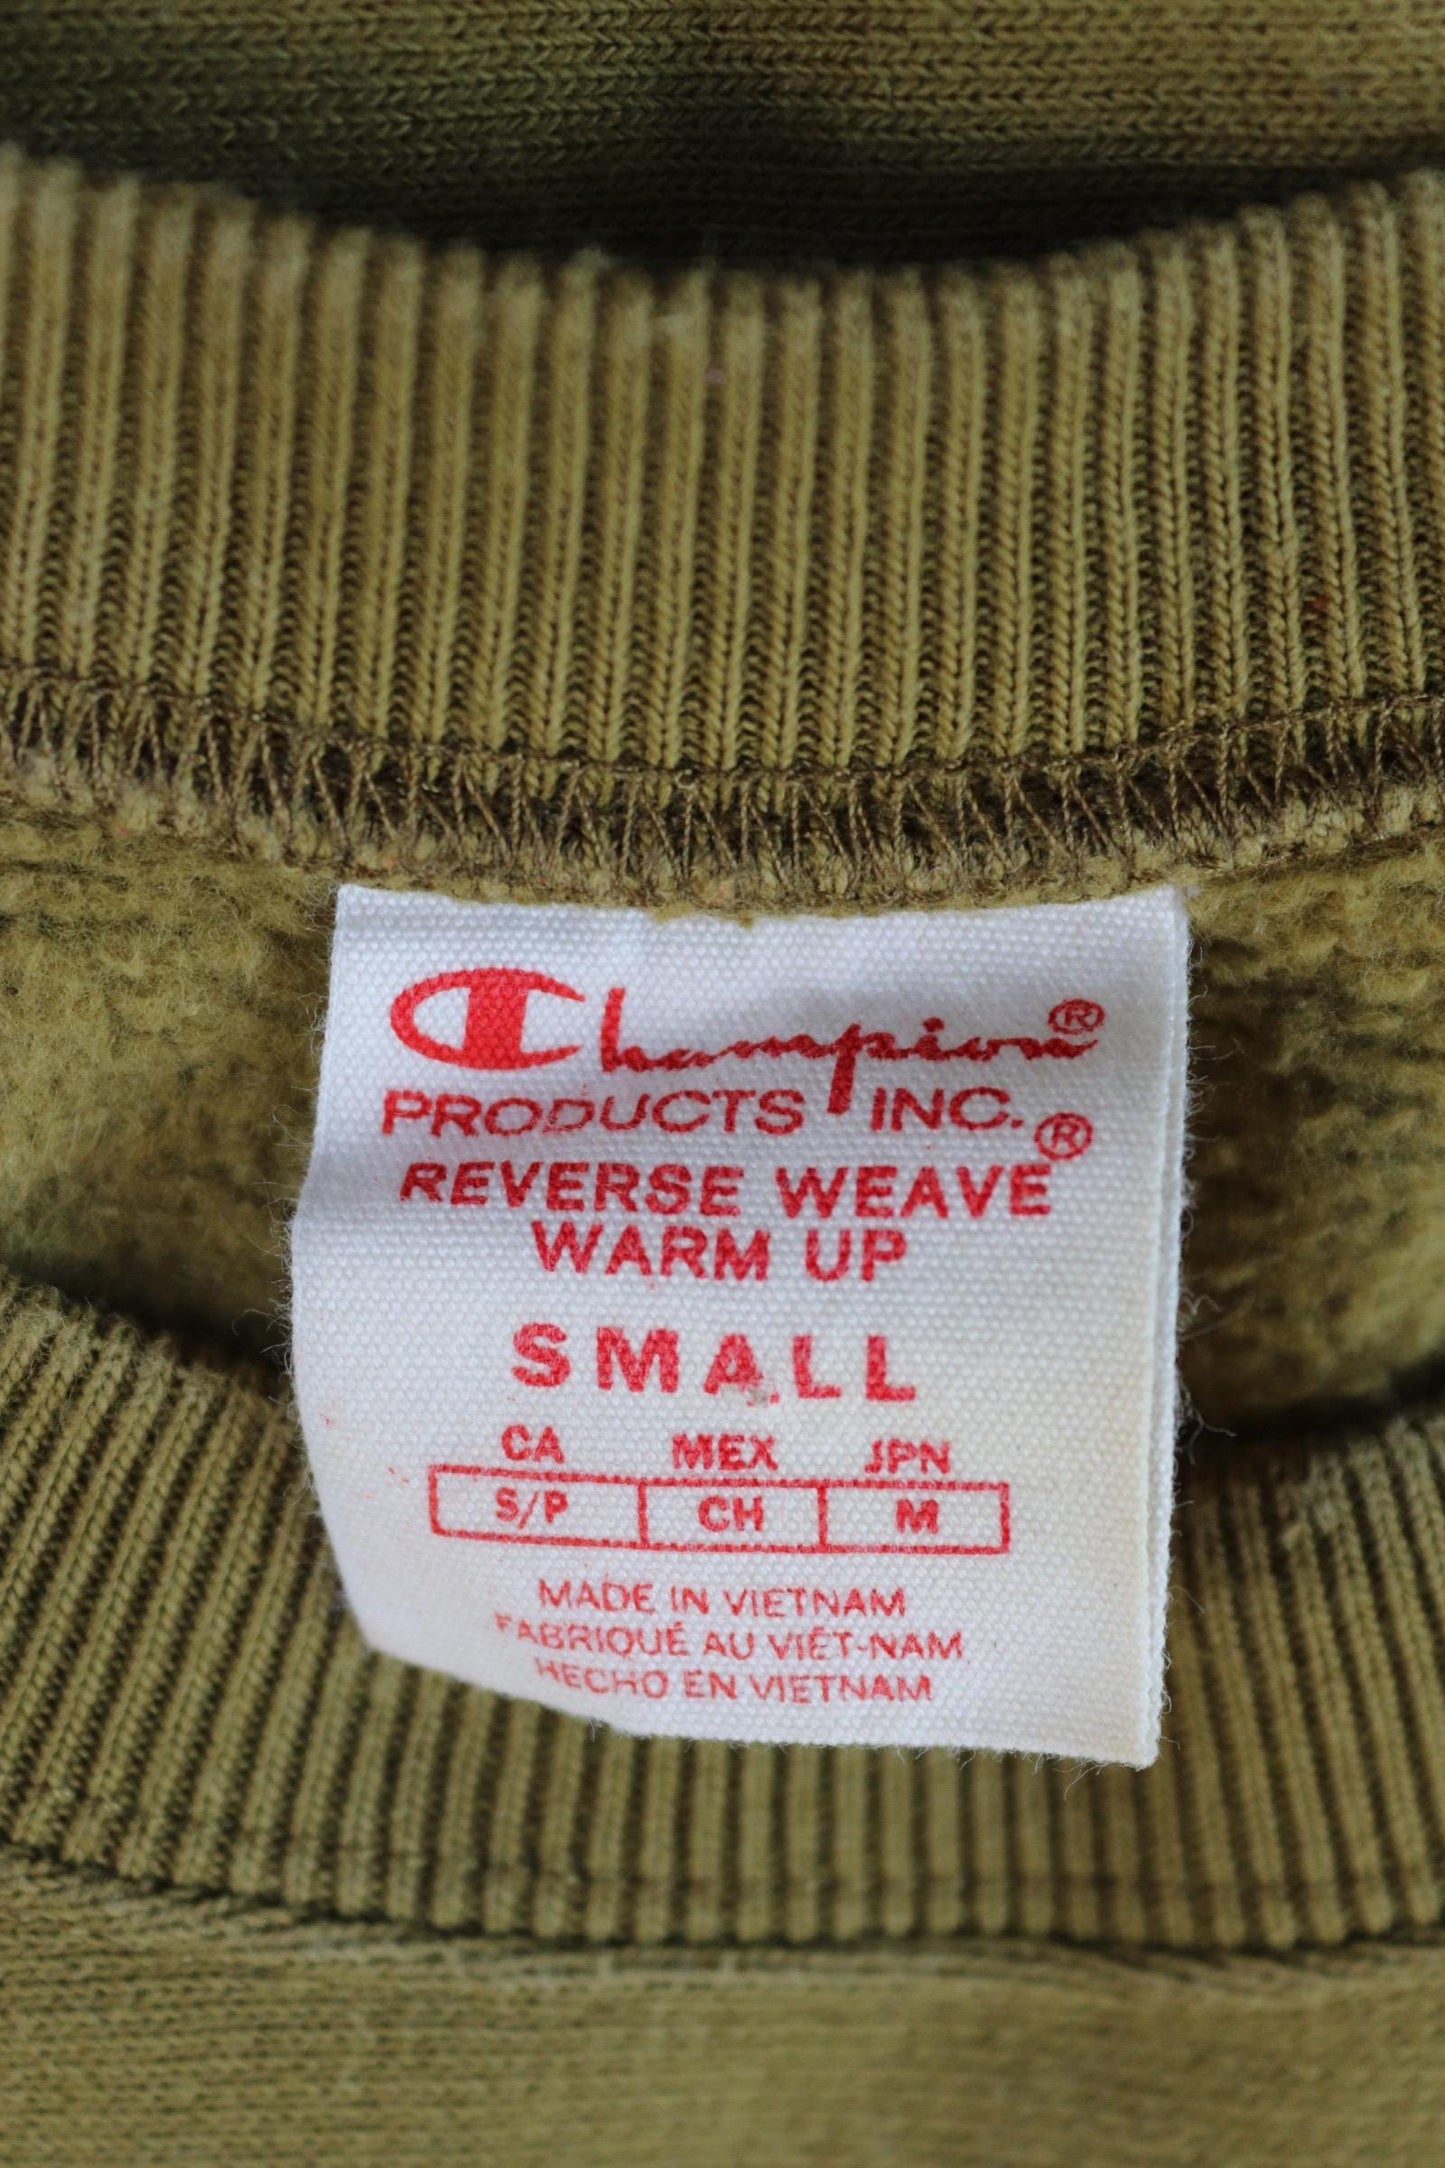 Champion®
PRODUCTS INC.
REVERSE WEAVE®
WARM UP
SMALL
CA MEX JPN
S/P CH M
MADE IN VIETNAM
FABRIQUÉ AU VIÊT-NAM
HECHO EN VIETNAM